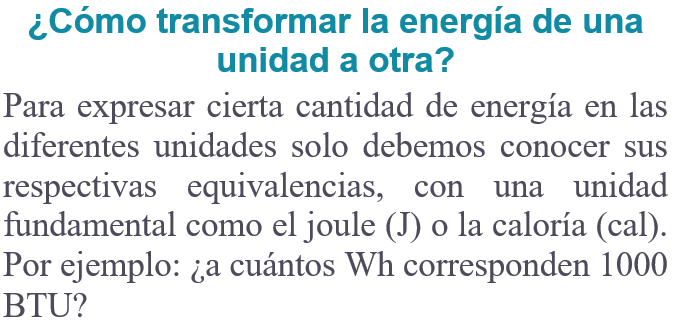 ¿Cómo transformar la energía de una
unidad a otra?
Para expresar cierta cantidad de energía en las
diferentes unidades solo debemos conocer sus
respectivas equivalencias, con una unidad
fundamental como el joule (J) o la caloría (cal).
Por ejemplo: ¿a cuántos Wh corresponden 1000
BTU?